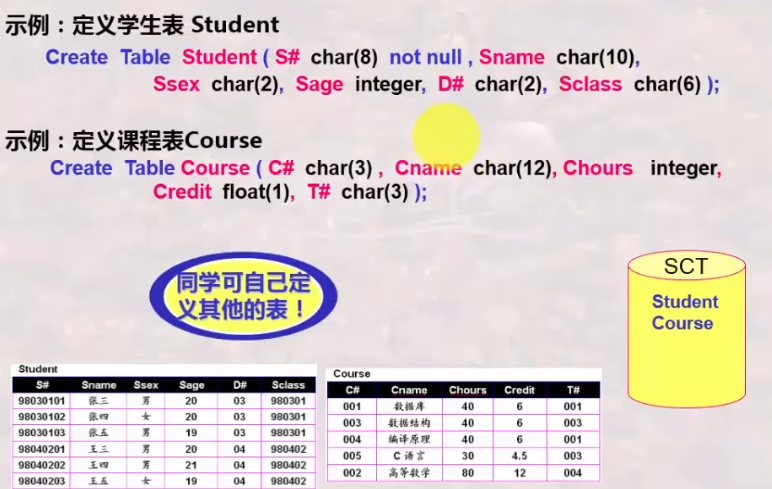 示例：定义学生表 Student
Create Table Student ( S# char(8) not null , Sname char(10),
Ssex char(2), Sage integer, D# char(2), Sclass char(6) );
示例：定义课程表Course
Create Table Course ( C# char(3) , Cname char(12), Chours integer,
Credit float(1), T# char(3) );
同学可自己定
义其他的表！
SCT
Student
Course
Student
S# Sname Ssex Sage D# Sclass
98030101 张三 男 20 03 980301
98030102 张四 女 20 03 980301
98030103 张五 男 19 03 980301
98040201 王三 男 20 04 980402
98040202 王四 男 21 04 980402
98040203 王五 女 19 04 980402
Course
C# Cname Chours Credit T#
001 数据库 40 6 001
003 数据结构 40 6 003
004 编译原理 40 6 001
005 C 语言 30 4.5 003
002 高等数学 80 12 004